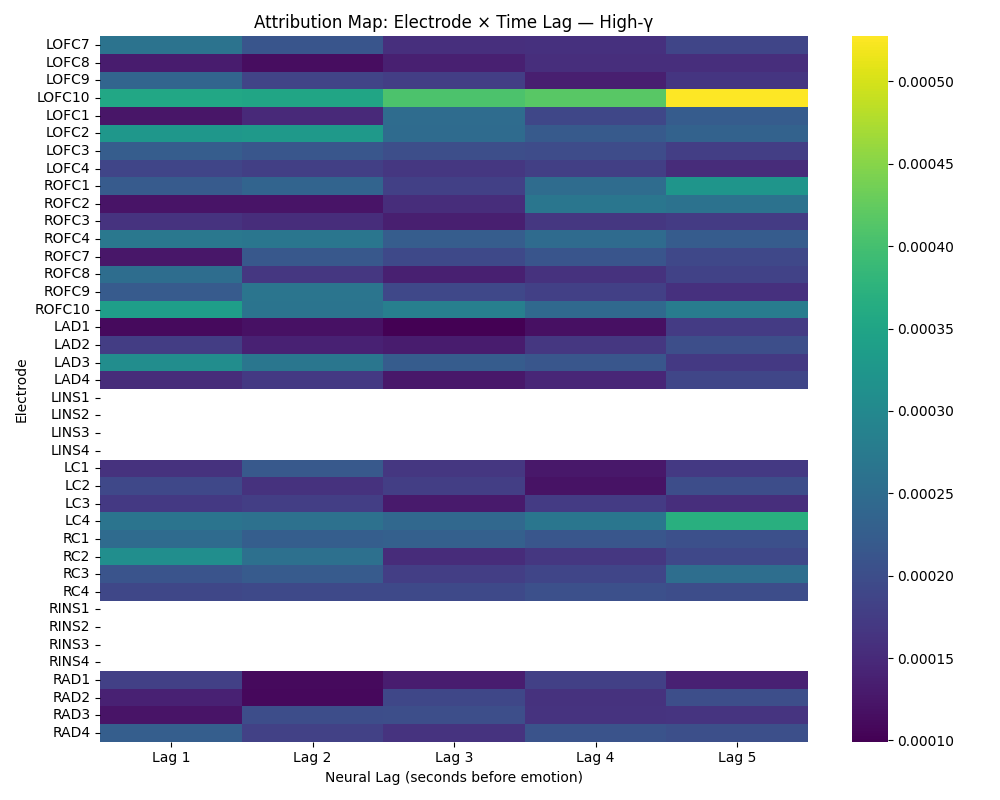 Attribution Map: Electrode × Time Lag — High-γ
Electrode
LOFC7
LOFC8
LOFC9
LOFC10
LOFC1
LOFC2
LOFC3
LOFC4
ROFC1
ROFC2
ROFC3
ROFC4
ROFC7
ROFC8
ROFC9
ROFC10
LAD1
LAD2
LAD3
LAD4
LINS1
LINS2
LINS3
LINS4
LC1
LC2
LC3
LC4
RC1
RC2
RC3
RC4
RINS1
RINS2
RINS3
RINS4
RAD1
RAD2
RAD3
RAD4
Lag 1 Lag 2 Lag 3 Lag 4 Lag 5
Neural Lag (seconds before emotion)
0.00050
0.00045
0.00040
0.00035
0.00030
0.00025
0.00020
0.00015
0.00010